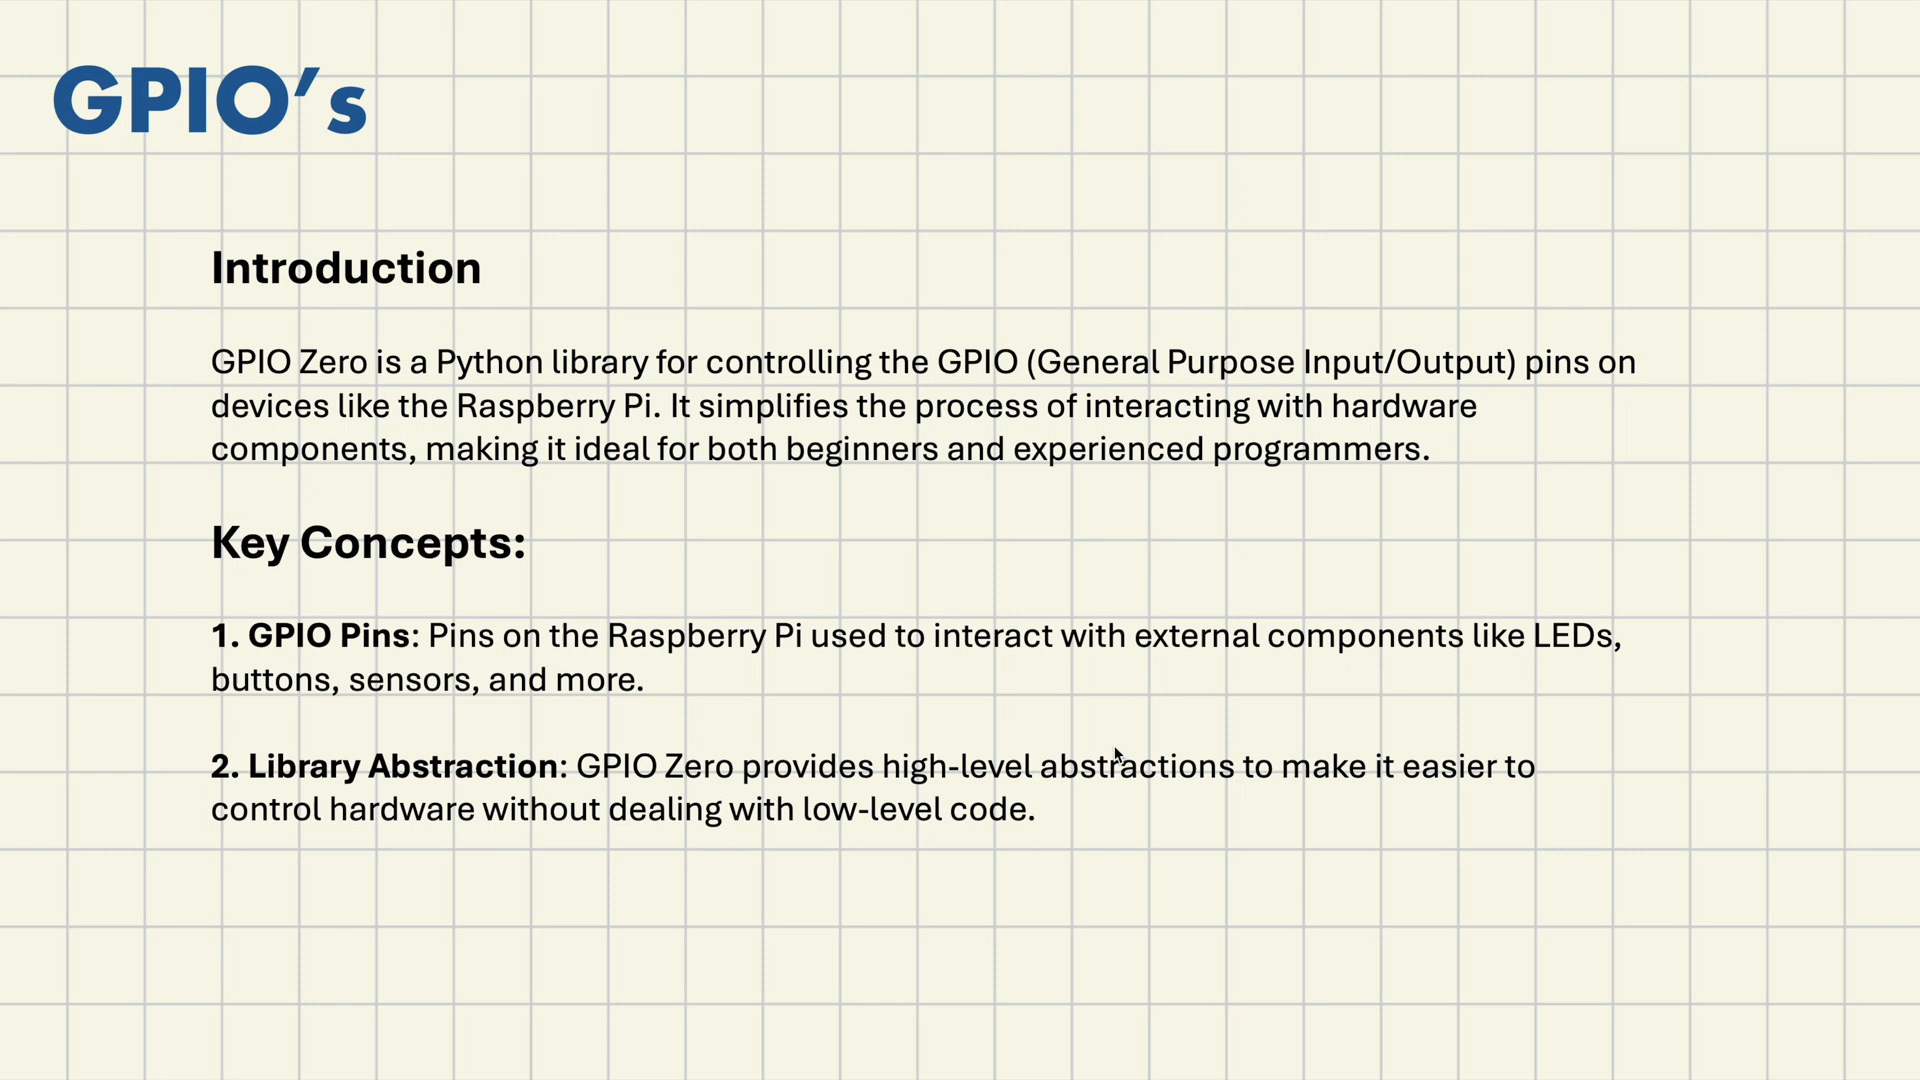 GPIO’s
Introduction
GPIO Zero is a Python library for controlling the GPIO (General Purpose Input/Output) pins on
devices like the Raspberry Pi. It simplifies the process of interacting with hardware
components, making it ideal for both beginners and experienced programmers.
Key Concepts:
1. GPIO Pins: Pins on the Raspberry Pi used to interact with external components like LEDs,
buttons, sensors, and more.
2. Library Abstraction: GPIO Zero provides high-level abstractions to make it easier to
control hardware without dealing with low-level code.